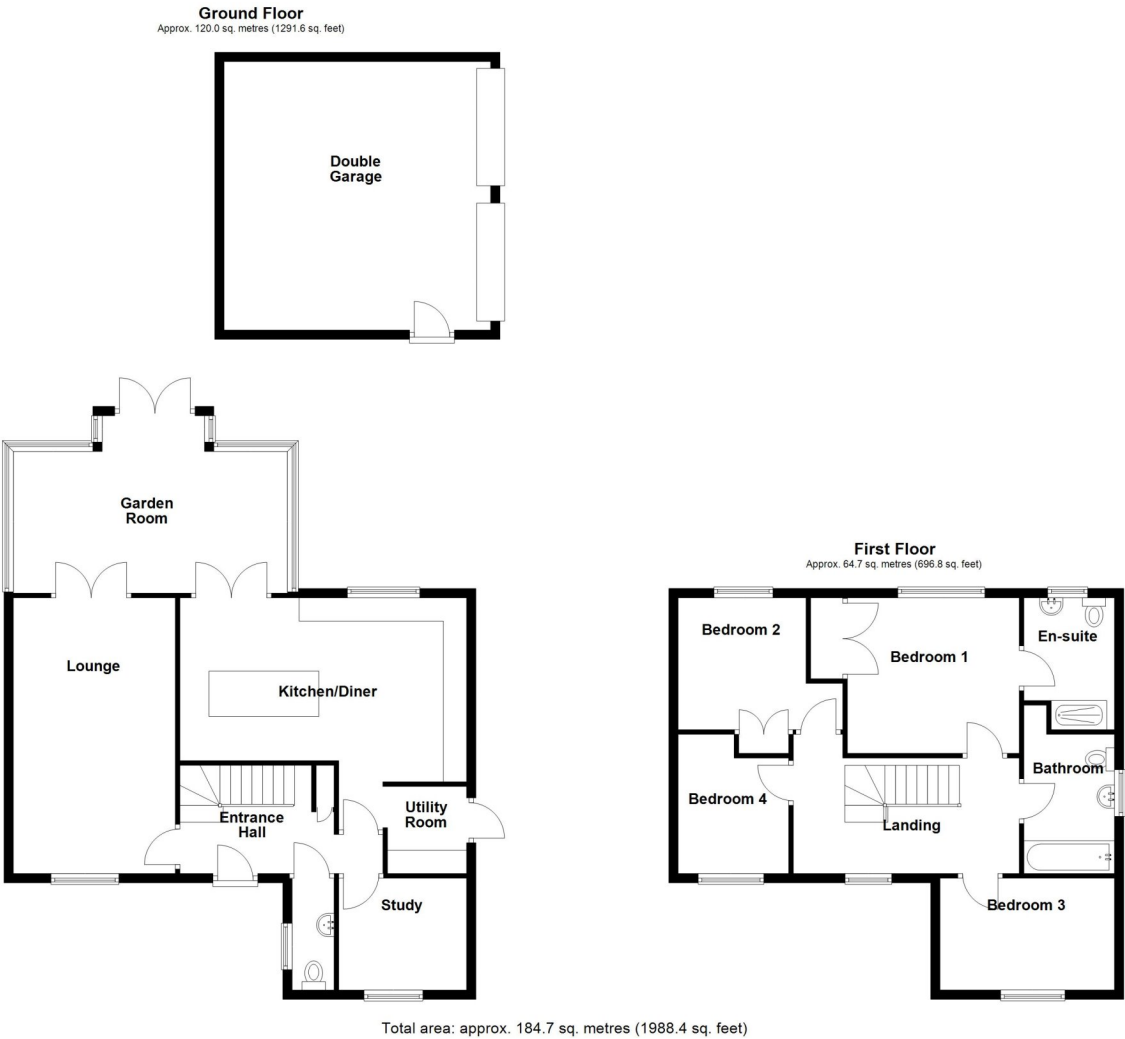 Ground Floor
Approx. 120.0 sq. metres (1291.6 sq. feet)
Double
Garage
Garden
Room
Lounge
Kitchen/Diner
Entrance
Hall
Utility
Room
Study
First Floor
Approx. 64.7 sq. metres (696.8 sq. feet)
Bedroom 2
Bedroom 1
En-suite
Bedroom 4
Landing
Bathroom
Bedroom 3
Total area: approx. 184.7 sq. metres (1988.4 sq. feet)